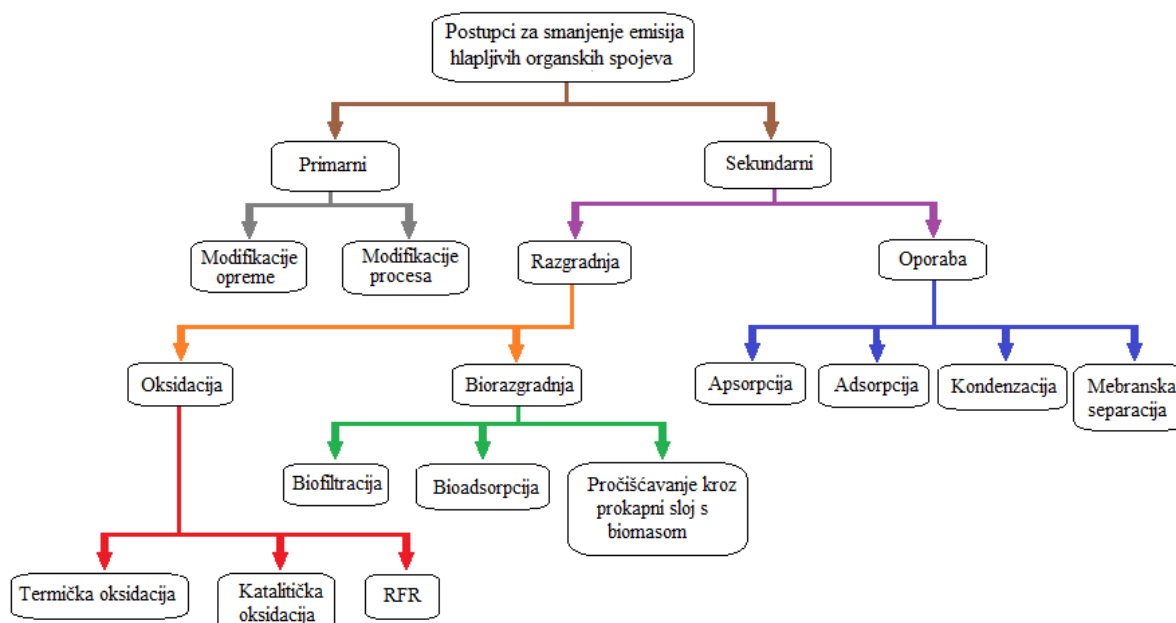 Postupci za smanjenje emisija
hlapljivih organskih spojeva
Primarni
Sekundarni
Modifikacije
opreme
Modifikacije
procesa
Razgradnja
Oporaba
Oksidacija
Biorazgradnja
Apsorpcija
Adsorpcija
Kondenzacija
Mebranska
separacija
Biofiltracija
Bioadsorpcija
Pročišćavanje kroz
prokapni sloj s
biomasom
Termička oksidacija
Katalitička
oksidacija
RFR